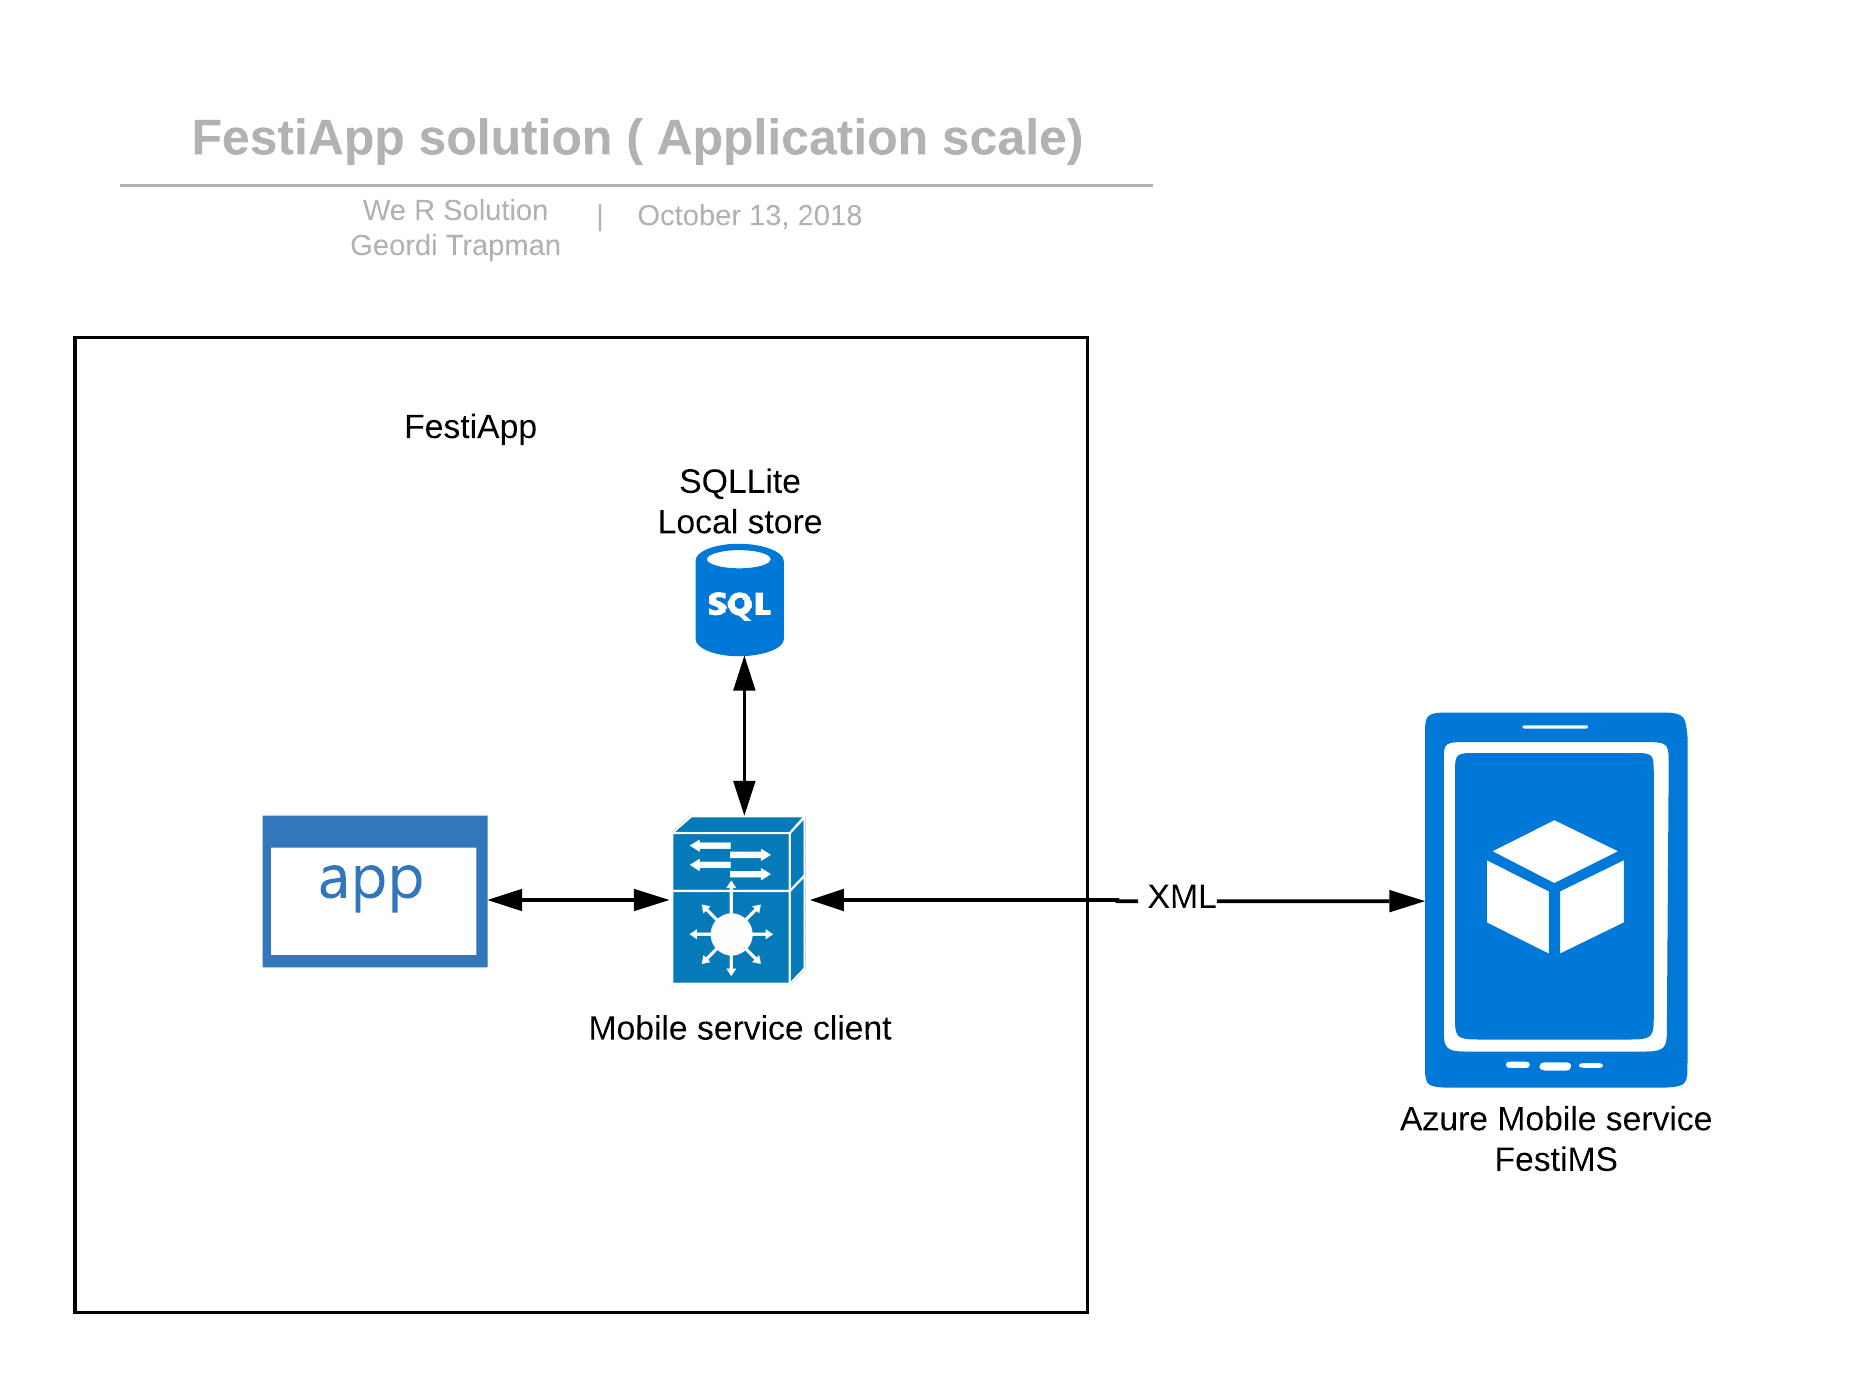 FestiApp solution ( Application scale)
We R Solution
Geordi Trapman
| October 13, 2018
FestiApp
SQLLite
Local store
SQL
app
XML
Mobile service client
Azure Mobile service
FestiMS